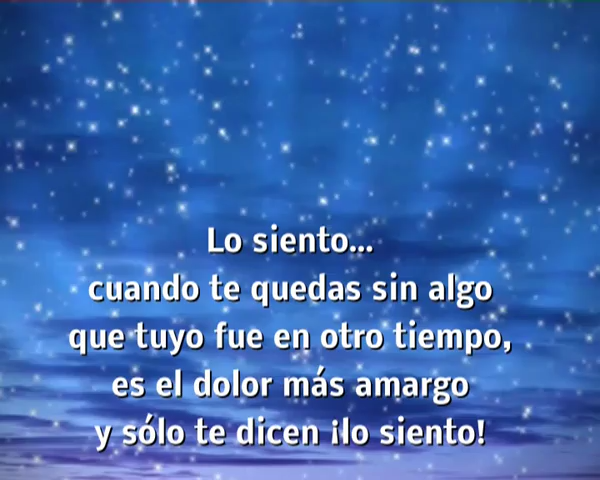 Lo siento...
cuando te quedas sin algo
que tuyo fue en otro tiempo,
es el dolor más amargo
y sólo te dicen ¡lo siento!